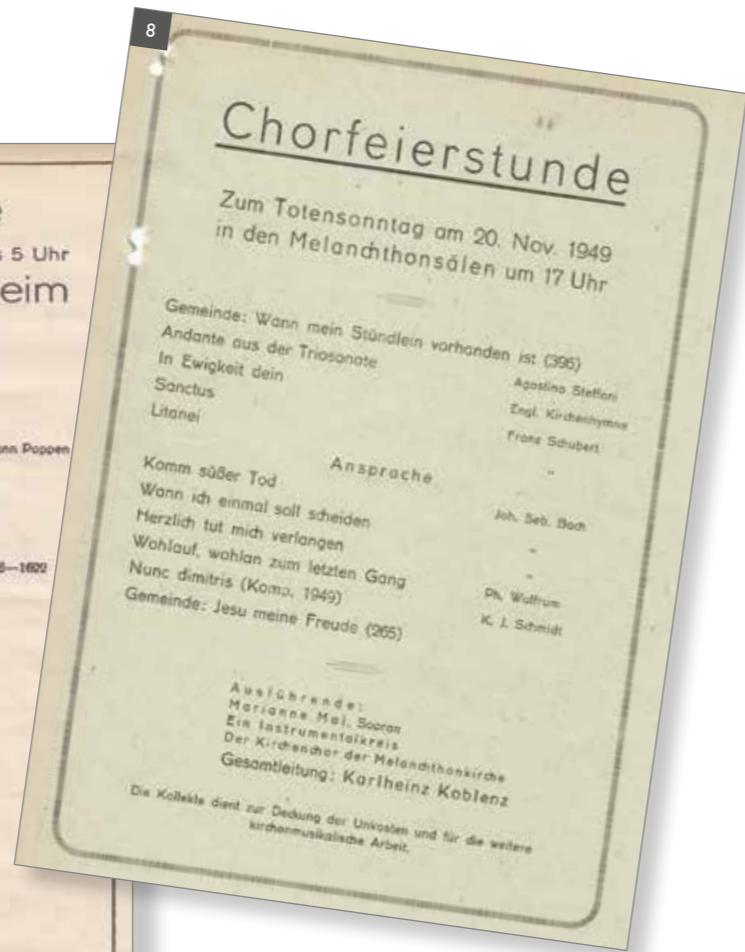 8
5 Uhr
eim
Poppen
—1602
Chorfeierstunde
Zum Totensonntag am 20. Nov. 1949
in den Melanchthonsälen um 17 Uhr
Gemeinde: Wann mein Stündlein vorhanden ist (395)
Andante aus der Triosonate Agostino Steffani
In Ewigkeit dein Engl. Kirchenhymne
Sanctus Franz Schubert
Litanei "
Ansprache
Komm süßer Tod Joh. Seb. Bach
Wann ich einmal soll scheiden "
Herzlich tut mich verlangen "
Wohlauf, wohlan zum letzten Gang Ph. Wolfrum
Nunc dimitris (Komp. 1949) K. J. Schmidt
Gemeinde: Jesu meine Freude (265)
Ausführende:
Marianne Mai, Sopran
Ein Instrumentalkreis
Der Kirchenchor der Melanchthonkirche
Gesamtleitung: Karlheinz Koblenz
Die Kollekte dient zur Deckung der Unkosten und für die weitere
kirchenmusikalische Arbeit.